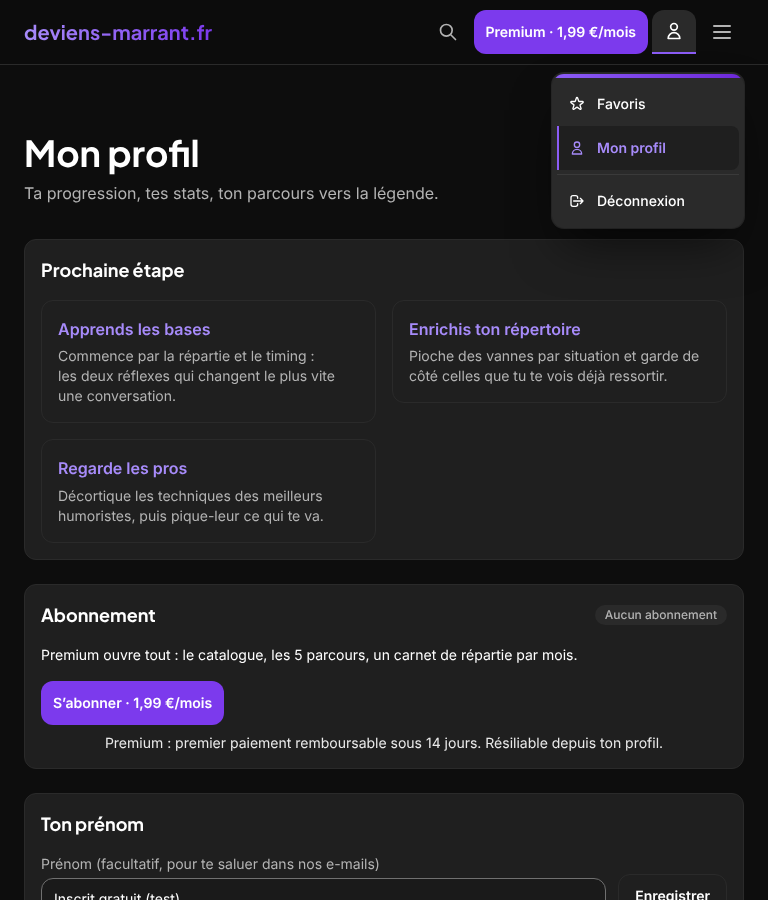 deviens-marrant.fr
Premium · 1,99 €/mois
Favoris
Mon profil
Déconnexion
Mon profil
Ta progression, tes stats, ton parcours vers la légende.
Prochaine étape
Apprends les bases
Commence par la répartie et le timing :
les deux réflexes qui changent le plus vite
une conversation.
Enrichis ton répertoire
Pioche des vannes par situation et garde de
côté celles que tu te vois déjà ressortir.
Regarde les pros
Décortique les techniques des meilleurs
humoristes, puis pique-leur ce qui te va.
Abonnement
Aucun abonnement
Premium ouvre tout : le catalogue, les 5 parcours, un carnet de répartie par mois.
S’abonner · 1,99 €/mois
Premium : premier paiement remboursable sous 14 jours. Résiliable depuis ton profil.
Ton prénom
Prénom (facultatif, pour te saluer dans nos e-mails)
Inscrit gratuit (test)
Enregistrer